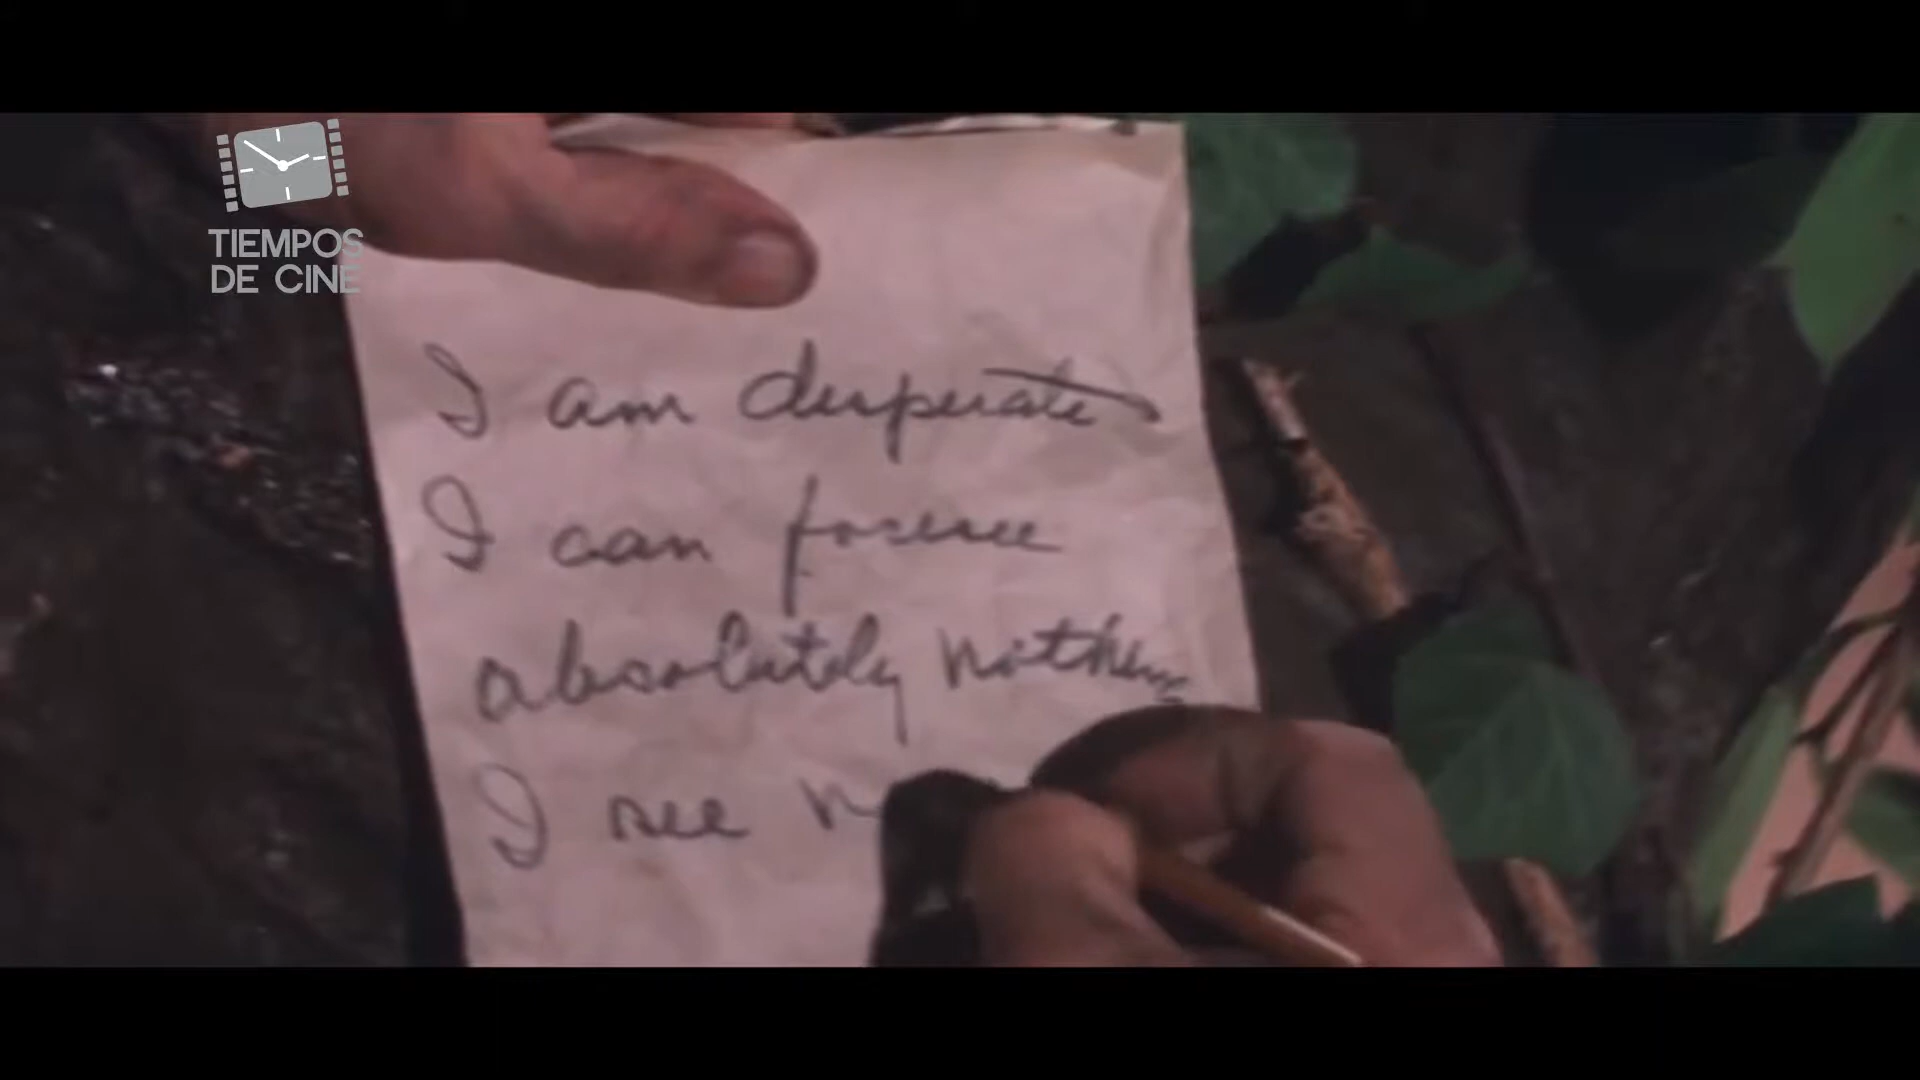 TIEMPOS
DE CINE
I am desperate
I can foresee
absolutely nothing
I see